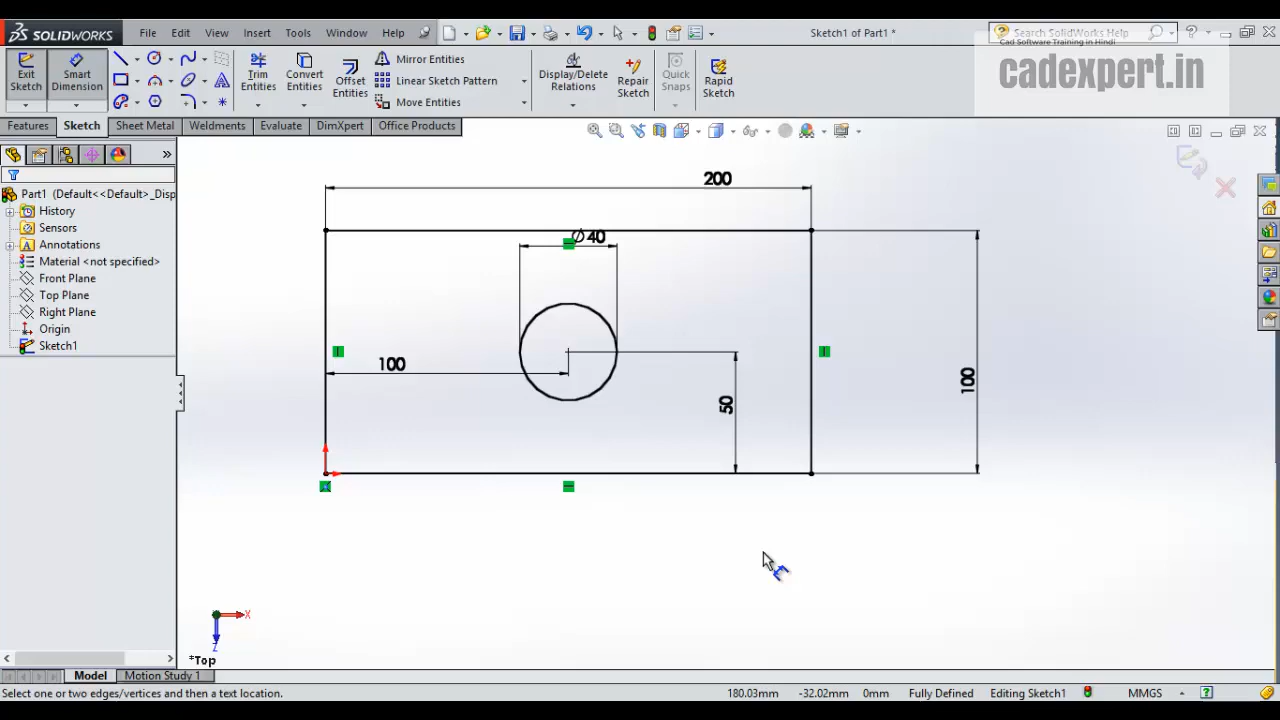 SOLIDWORKS File Edit View Insert Tools Window Help Sketch1 of Part1 * Search SolidWorks Help
Cad Software Training in Hindi
cadexpert.in
Exit Sketch
Smart Dimension
Trim Entities
Convert Entities
Offset Entities
Mirror Entities
Linear Sketch Pattern
Move Entities
Display/Delete Relations
Repair Sketch
Quick Snaps
Rapid Sketch
Features Sketch Sheet Metal Weldments Evaluate DimXpert Office Products
Part1 (Default<<Default>_Disp
History
Sensors
Annotations
Material <not specified>
Front Plane
Top Plane
Right Plane
Origin
Sketch1
200
Ø40
100
50
100
X
Z
*Top
Model Motion Study 1
Select one or two edges/vertices and then a text location. 180.03mm -32.02mm 0mm Fully Defined Editing Sketch1 MMGS